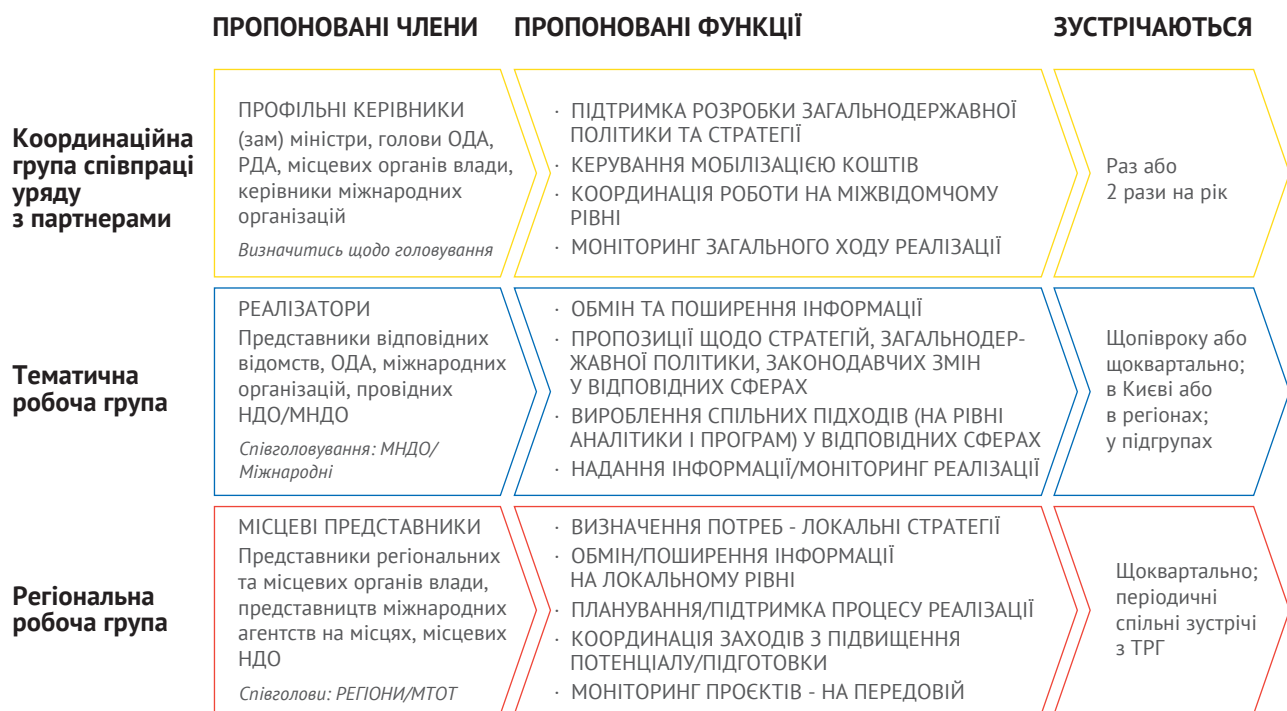 ПРОПОНОВАНІ ЧЛЕНИ
ПРОПОНОВАНІ ФУНКЦІЇ
ЗУСТРІЧАЮТЬСЯ
Координаційна
група співпраці
уряду
з партнерами
ПРОФІЛЬНІ КЕРІВНИКИ
(зам) міністри, голови ОДА,
РДА, місцевих органів влади,
керівники міжнародних
організацій
Визначитись щодо головування
· ПІДТРИМКА РОЗРОБКИ ЗАГАЛЬНОДЕРЖАВНОЇ
ПОЛІТИКИ ТА СТРАТЕГІЇ
· КЕРУВАННЯ МОБІЛІЗАЦІЄЮ КОШТІВ
· КООРДИНАЦІЯ РОБОТИ НА МІЖВІДОМЧОМУ
РІВНІ
· МОНІТОРИНГ ЗАГАЛЬНОГО ХОДУ РЕАЛІЗАЦІЇ
Раз або
2 рази на рік
Тематична
робоча група
РЕАЛІЗАТОРИ
Представники відповідних
відомств, ОДА, міжнародних
організацій, провідних
НДО/МНДО
Співголовування: МНДО/
Міжнародні
· ОБМІН ТА ПОШИРЕННЯ ІНФОРМАЦІЇ
· ПРОПОЗИЦІЇ ЩОДО СТРАТЕГІЙ, ЗАГАЛЬНОДЕР-
ЖАВНОЇ ПОЛІТИКИ, ЗАКОНОДАВЧИХ ЗМІН
У ВІДПОВІДНИХ СФЕРАХ
· ВИРОБЛЕННЯ СПІЛЬНИХ ПІДХОДІВ (НА РІВНІ
АНАЛІТИКИ І ПРОГРАМ) У ВІДПОВІДНИХ СФЕРАХ
· НАДАННЯ ІНФОРМАЦІЇ/МОНІТОРИНГ РЕАЛІЗАЦІЇ
Щопівроку або
щоквартально;
в Києві або
в регіонах;
у підгрупах
Регіональна
робоча група
МІСЦЕВІ ПРЕДСТАВНИКИ
Представники регіональних
та місцевих органів влади,
представництв міжнародних
агентств на місцях, місцевих
НДО
Співголови: РЕГІОНИ/МТОТ
· ВИЗНАЧЕННЯ ПОТРЕБ - ЛОКАЛЬНІ СТРАТЕГІЇ
· ОБМІН/ПОШИРЕННЯ ІНФОРМАЦІЇ
НА ЛОКАЛЬНОМУ РІВНІ
· ПЛАНУВАННЯ/ПІДТРИМКА ПРОЦЕСУ РЕАЛІЗАЦІЇ
· КООРДИНАЦІЯ ЗАХОДІВ З ПІДВИЩЕННЯ
ПОТЕНЦІАЛУ/ПІДГОТОВКИ
· МОНІТОРИНГ ПРОЄКТІВ - НА ПЕРЕДОВІЙ
Щоквартально;
періодичні
спільні зустрічі
з ТРГ